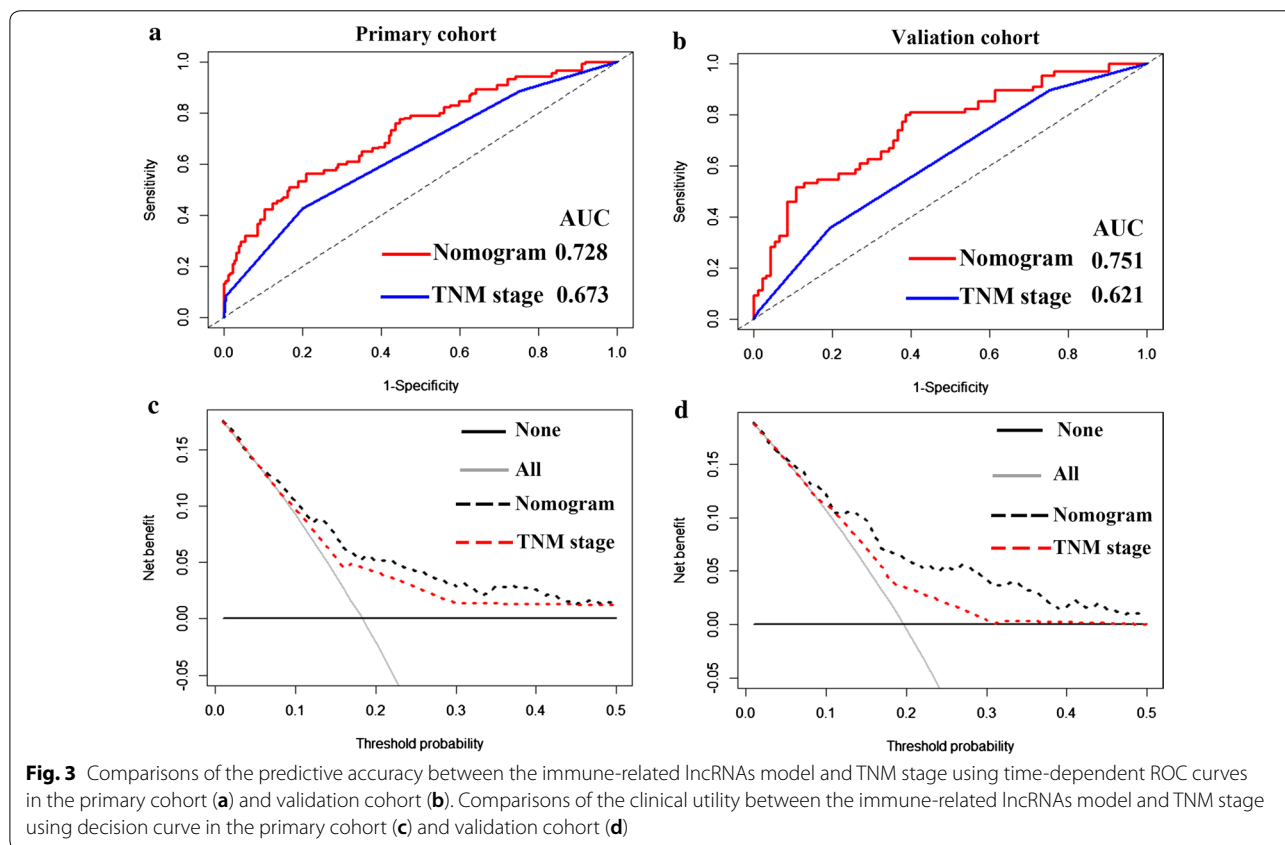 a Primary cohort
1.0
0.8
0.6
0.4
0.2
0.0
Sensitivity
AUC
Nomogram 0.728
TNM stage 0.673
0.0 0.2 0.4 0.6 0.8 1.0
1-Specificity
b Valiation cohort
1.0
0.8
0.6
0.4
0.2
0.0
Sensitivity
AUC
Nomogram 0.751
TNM stage 0.621
0.0 0.2 0.4 0.6 0.8 1.0
1-Specificity
c
0.15
0.10
0.05
0.00
-0.05
Net benefit
None
All
Nomogram
TNM stage
0.0 0.1 0.2 0.3 0.4 0.5
Threshold probability
d
0.15
0.10
0.05
0.00
-0.05
Net benefit
None
All
Nomogram
TNM stage
0.0 0.1 0.2 0.3 0.4 0.5
Threshold probability
Fig. 3 Comparisons of the predictive accuracy between the immune-related lncRNAs model and TNM stage using time-dependent ROC curves
in the primary cohort (a) and validation cohort (b). Comparisons of the clinical utility between the immune-related lncRNAs model and TNM stage
using decision curve in the primary cohort (c) and validation cohort (d)